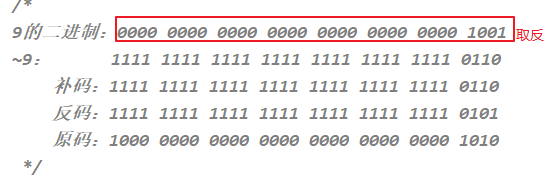 /*
9的二进制：0000 0000 0000 0000 0000 0000 0000 1001 取反
~9： 1111 1111 1111 1111 1111 1111 1111 0110
补码：1111 1111 1111 1111 1111 1111 1111 0110
反码：1111 1111 1111 1111 1111 1111 1111 0101
原码：1000 0000 0000 0000 0000 0000 0000 1010
*/